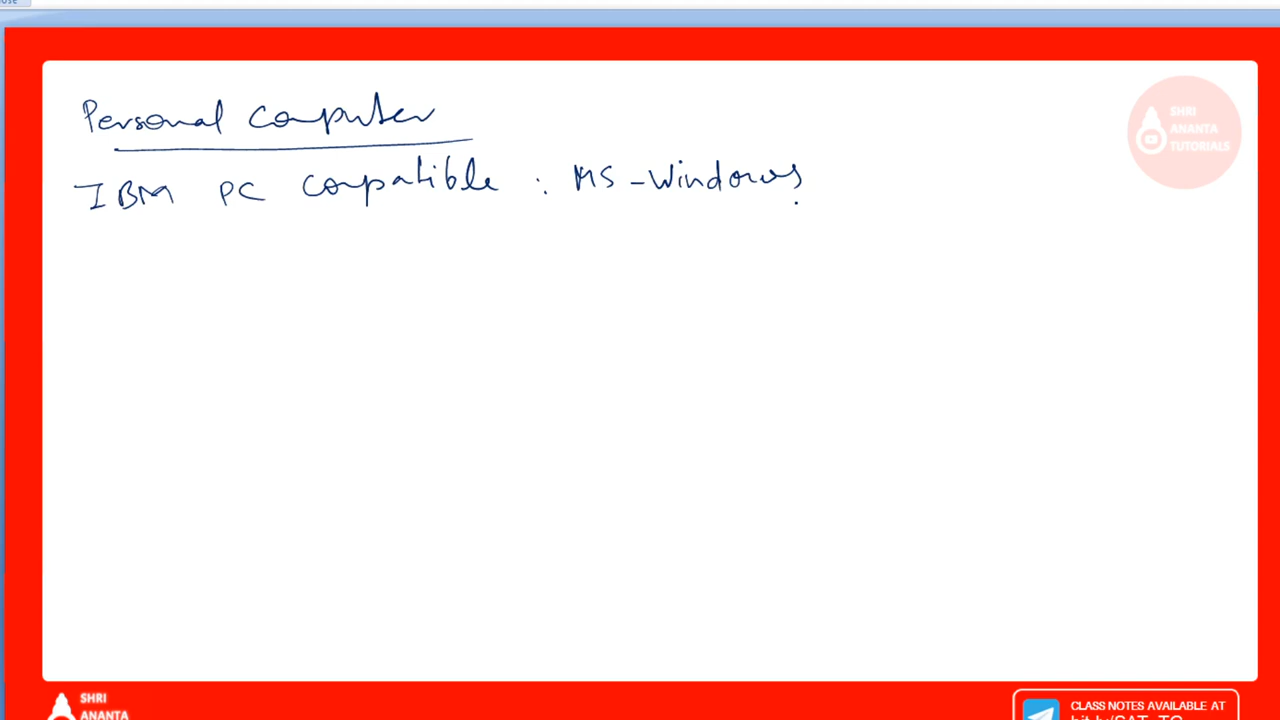 Personal Computer
IBM PC Compatible : MS-Windows
SHRI
ANANTA
TUTORIALS
SHRI
ANANTA
CLASS NOTES AVAILABLE AT